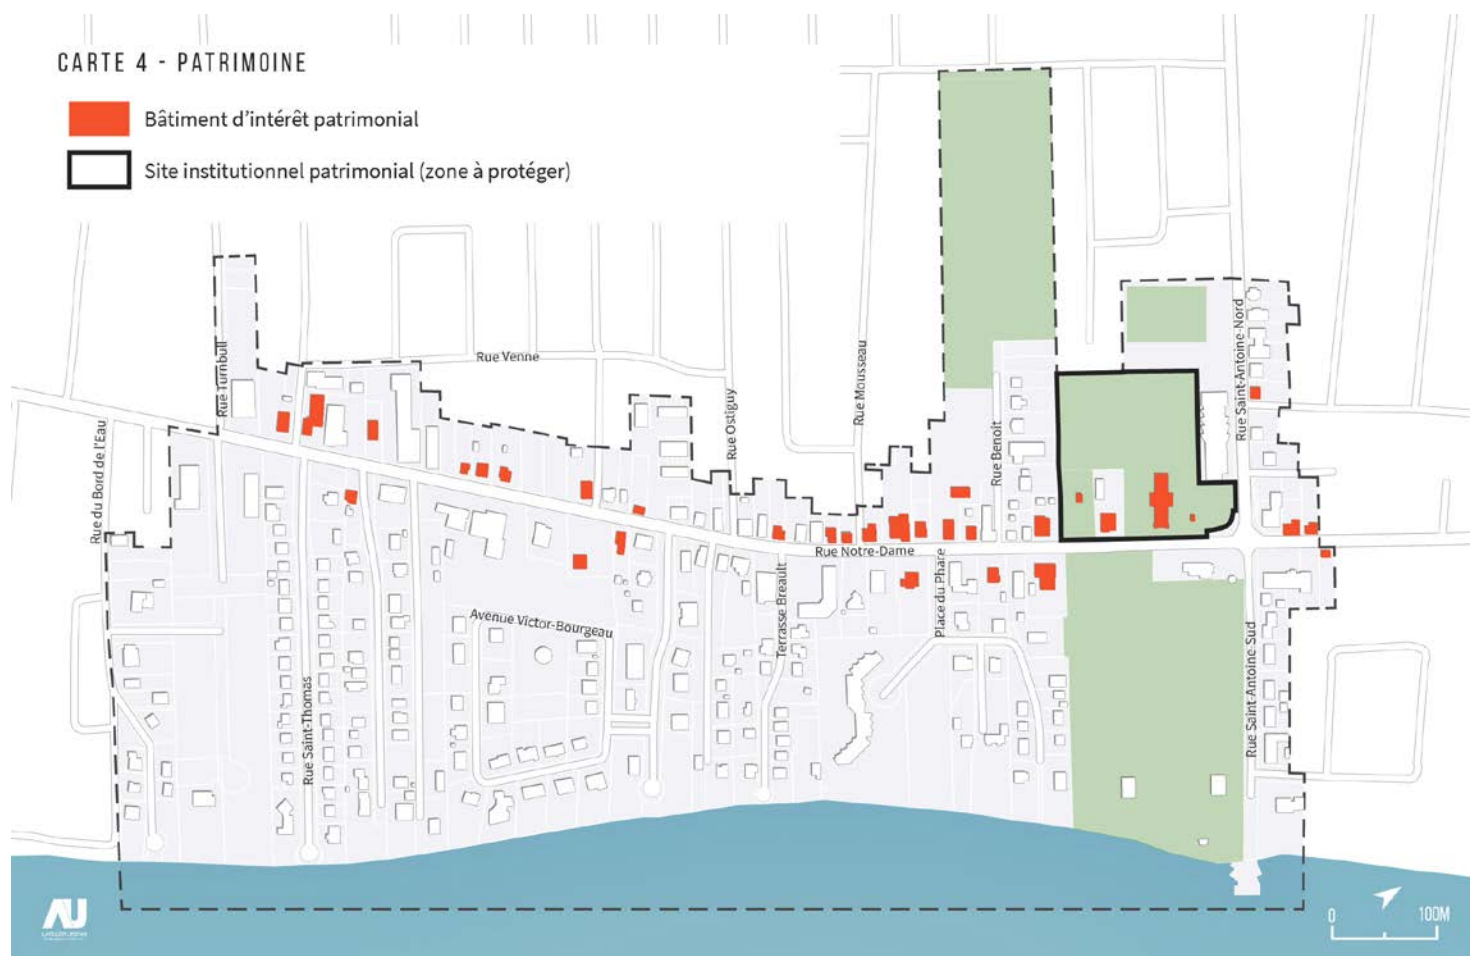 CARTE 4 - PATRIMOINE
Bâtiment d'intérêt patrimonial
Site institutionnel patrimonial (zone à protéger)
Rue du Bord de l'Eau
Rue Turnbull
Rue Venne
Rue Ostiguy
Rue Mousseau
Rue Benoit
Rue Saint-Antoine-Nord
Rue Notre-Dame
Rue Saint-Thomas
Avenue Victor-Bourgeau
Terrasse Breault
Place du Phare
Rue Saint-Antoine-Sud
AU
0 100M